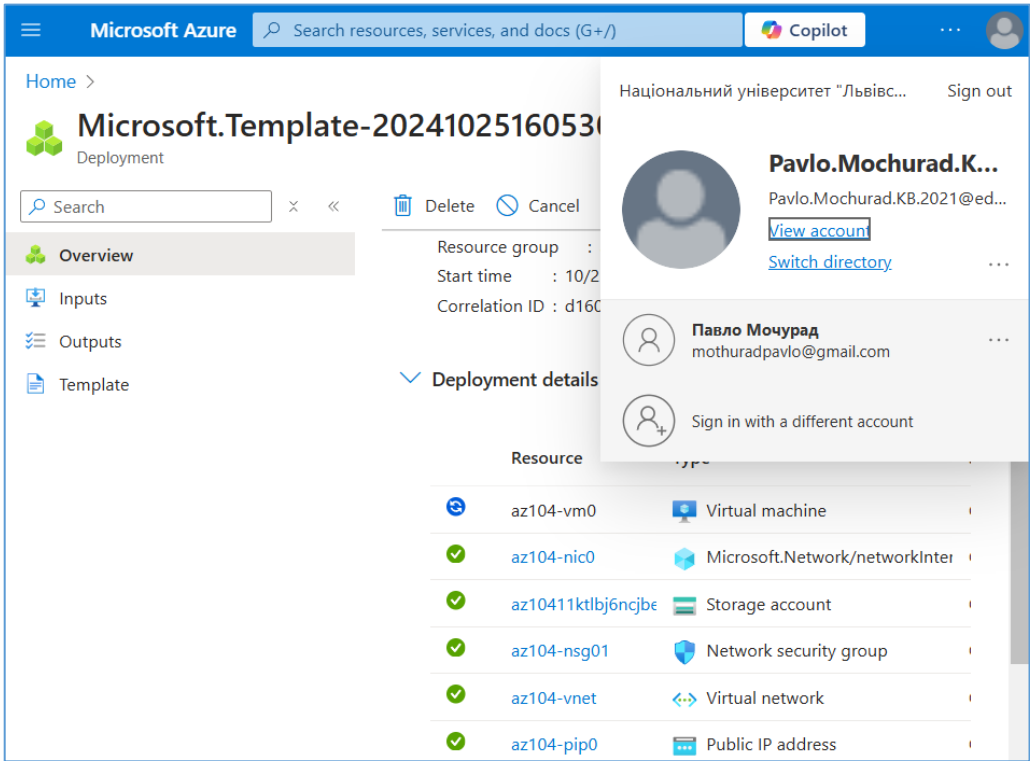 Microsoft Azure
Search resources, services, and docs (G+/)
Copilot
Home >
Microsoft.Template-2024102516053
Deployment
Search
Overview
Inputs
Outputs
Template
Delete
Cancel
Resource group :
Start time : 10/2
Correlation ID : d160
Deployment details
Resource
Type
az104-vm0 Virtual machine
az104-nic0 Microsoft.Network/networkInter
az10411ktlbj6ncjbe Storage account
az104-nsg01 Network security group
az104-vnet Virtual network
az104-pip0 Public IP address
Національний університет "Львівс...
Sign out
Pavlo.Mochurad.K...
Pavlo.Mochurad.KB.2021@ed...
View account
Switch directory
Павло Мочурад
mothuradpavlo@gmail.com
Sign in with a different account